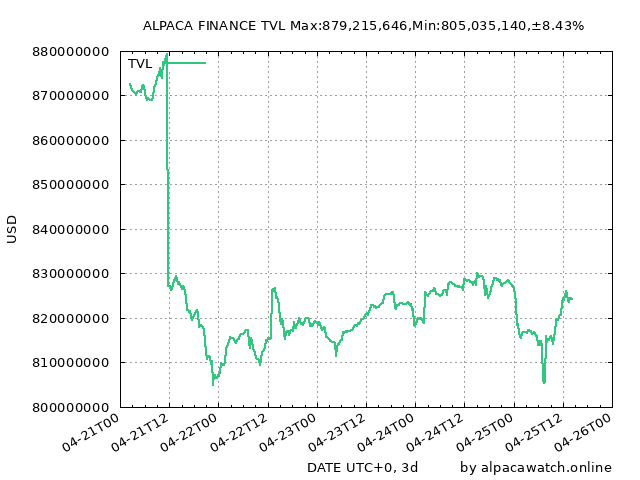 ALPACA FINANCE TVL Max:879,215,646,Min:805,035,140,±8.43%
TVL
880000000
870000000
860000000
850000000
840000000
830000000
820000000
810000000
800000000
USD
04-21T00
04-21T12
04-22T00
04-22T12
04-23T00
04-23T12
04-24T00
04-24T12
04-25T00
04-25T12
04-26T00
DATE UTC+0, 3d
by alpacawatch.online